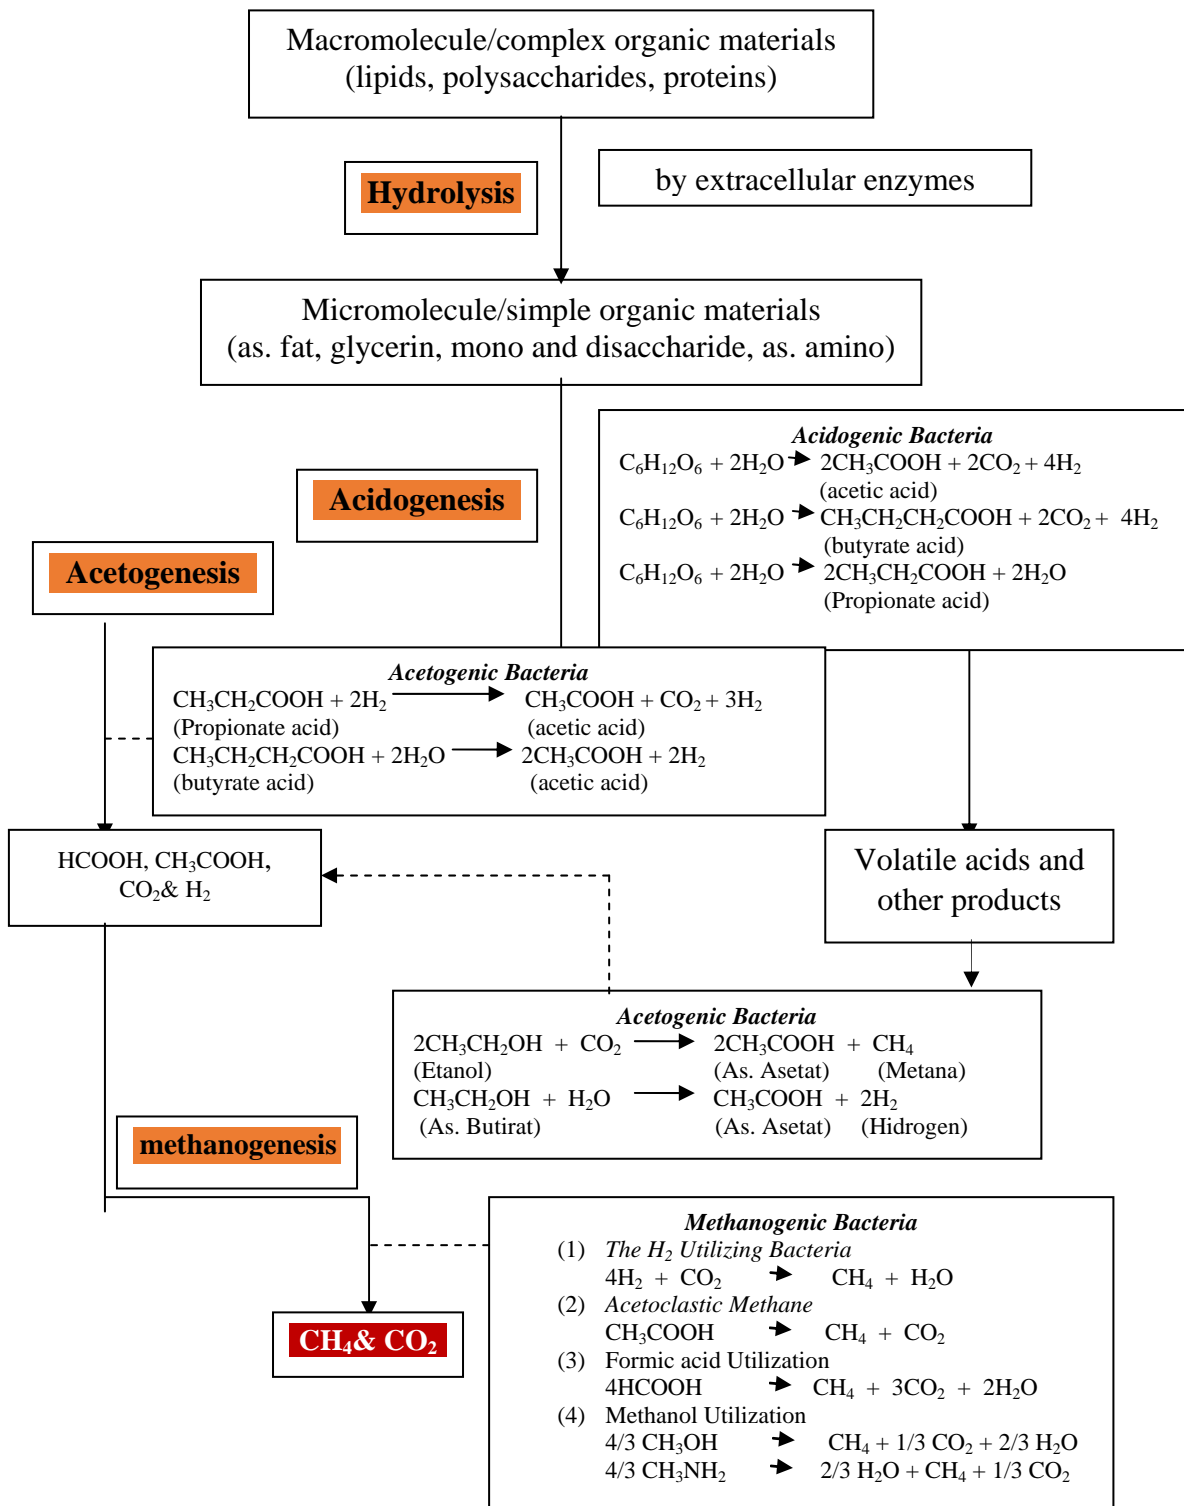 Macromolecule/complex organic materials
(lipids, polysaccharides, proteins)
Hydrolysis
by extracellular enzymes
Micromolecule/simple organic materials
(as. fat, glycerin, mono and disaccharide, as. amino)
Acidogenesis
Acidogenic Bacteria
C₆H₁₂O₆ + 2H₂O → 2CH₃COOH + 2CO₂ + 4H₂
(acetic acid)
C₆H₁₂O₆ + 2H₂O → CH₃CH₂CH₂COOH + 2CO₂ + 4H₂
(butyrate acid)
C₆H₁₂O₆ + 2H₂O → 2CH₃CH₂COOH + 2H₂O
(Propionate acid)
Acetogenesis
Acetogenic Bacteria
CH₃CH₂COOH + 2H₂ → CH₃COOH + CO₂ + 3H₂
(Propionate acid) (acetic acid)
CH₃CH₂CH₂COOH + 2H₂O → 2CH₃COOH + 2H₂
(butyrate acid) (acetic acid)
HCOOH, CH₃COOH,
CO₂& H₂
Volatile acids and
other products
Acetogenic Bacteria
2CH₃CH₂OH + CO₂ → 2CH₃COOH + CH₄
(Etanol) (As. Asetat) (Metana)
CH₃CH₂OH + H₂O → CH₃COOH + 2H₂
(As. Butirat) (As. Asetat) (Hidrogen)
methanogenesis
Methanogenic Bacteria
(1) The H₂ Utilizing Bacteria
4H₂ + CO₂ → CH₄ + H₂O
(2) Acetoclastic Methane
CH₃COOH → CH₄ + CO₂
(3) Formic acid Utilization
4HCOOH → CH₄ + 3CO₂ + 2H₂O
(4) Methanol Utilization
4/3 CH₃OH → CH₄ + 1/3 CO₂ + 2/3 H₂O
4/3 CH₃NH₂ → 2/3 H₂O + CH₄ + 1/3 CO₂
CH₄& CO₂